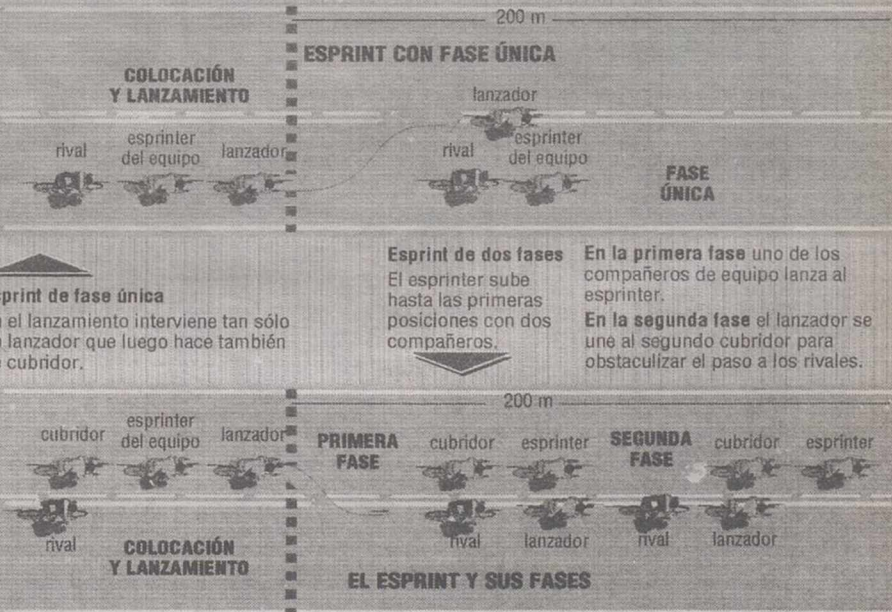 200 m
ESPRINT CON FASE ÚNICA
COLOCACIÓN
Y LANZAMIENTO
rival
esprinter
del equipo
lanzador
lanzador
rival
esprinter
del equipo
FASE
ÚNICA
sprint de fase única
el lanzamiento interviene tan sólo
lanzador que luego hace también
cubridor.
Esprint de dos fases
El esprinter sube
hasta las primeras
posiciones con dos
compañeros.
En la primera fase uno de los
compañeros de equipo lanza al
esprinter.
En la segunda fase el lanzador se
une al segundo cubridor para
obstaculizar el paso a los rivales.
200 m
cubridor
esprinter
del equipo
lanzador
rival
COLOCACIÓN
Y LANZAMIENTO
PRIMERA
FASE
cubridor
esprinter
rival
lanzador
SEGUNDA
FASE
cubridor
esprinter
rival
lanzador
EL ESPRINT Y SUS FASES